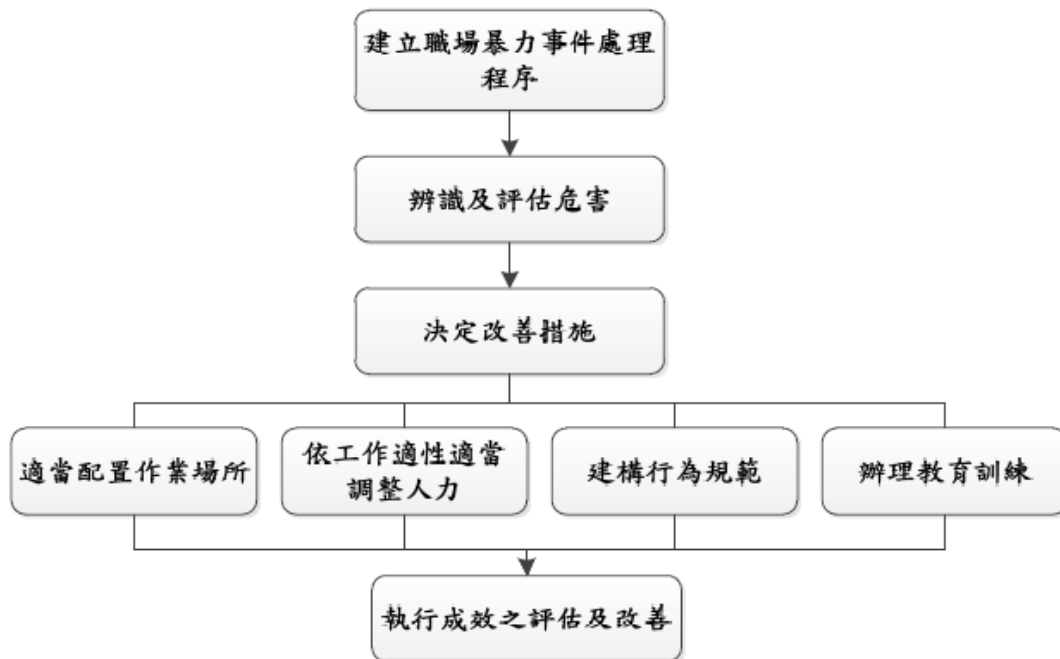 建立職場暴力事件處理
程序
辨識及評估危害
決定改善措施
適當配置作業場所
依工作適性適當
調整人力
建構行為規範
辦理教育訓練
執行成效之評估及改善